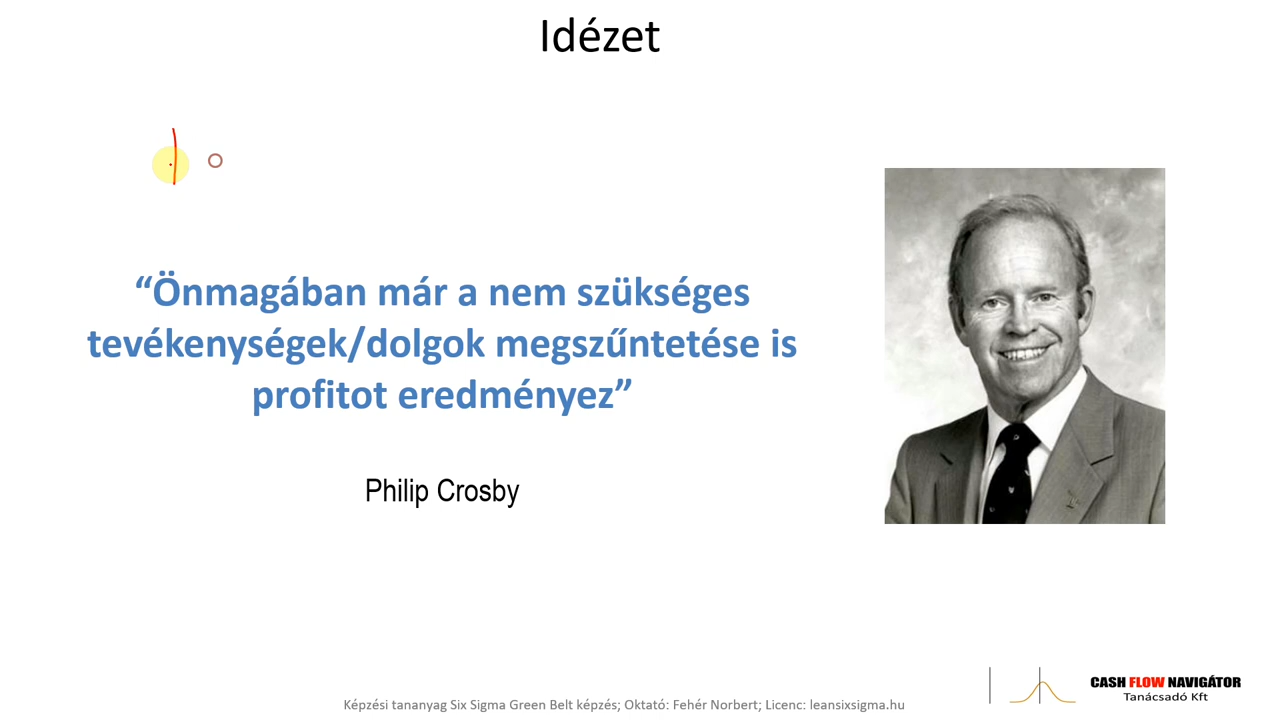 Idézet
“Önmagában már a nem szükséges
tevékenységek/dolgok megszűntetése is
profitot eredményez”
Philip Crosby
CASH FLOW NAVIGÁTOR
Tanácsadó Kft
Képzési tananyag Six Sigma Green Belt képzés; Oktató: Fehér Norbert; Licenc: leansixsigma.hu